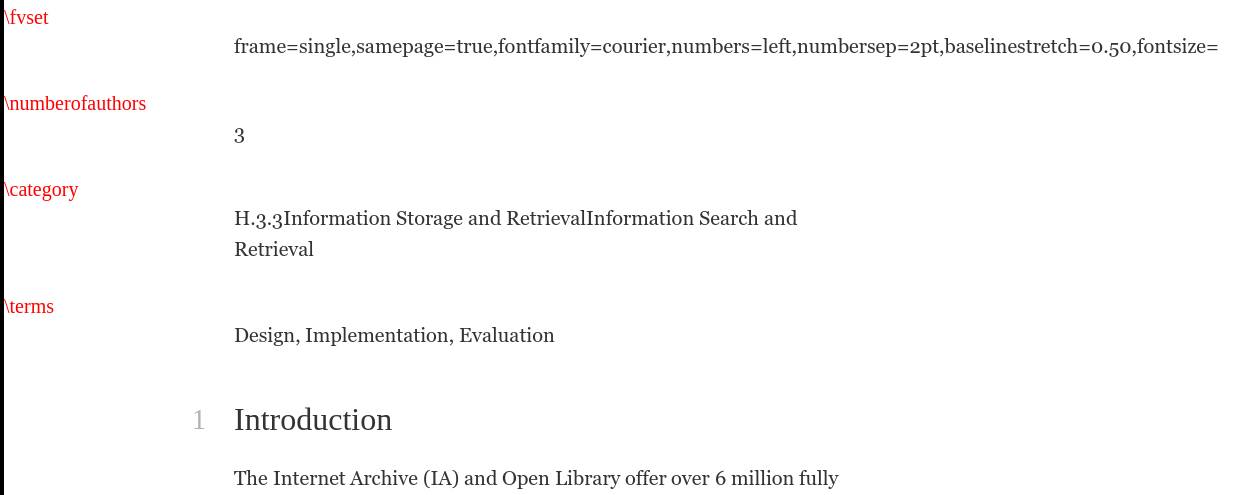 \fvset
frame=single,samepage=true,fontfamily=courier,numbers=left,numbersep=2pt,baselinestretch=0.50,fontsize=
\numberofauthors
3
\category
H.3.3Information Storage and RetrievalInformation Search and
Retrieval
\terms
Design, Implementation, Evaluation
1 Introduction
The Internet Archive (IA) and Open Library offer over 6 million fully